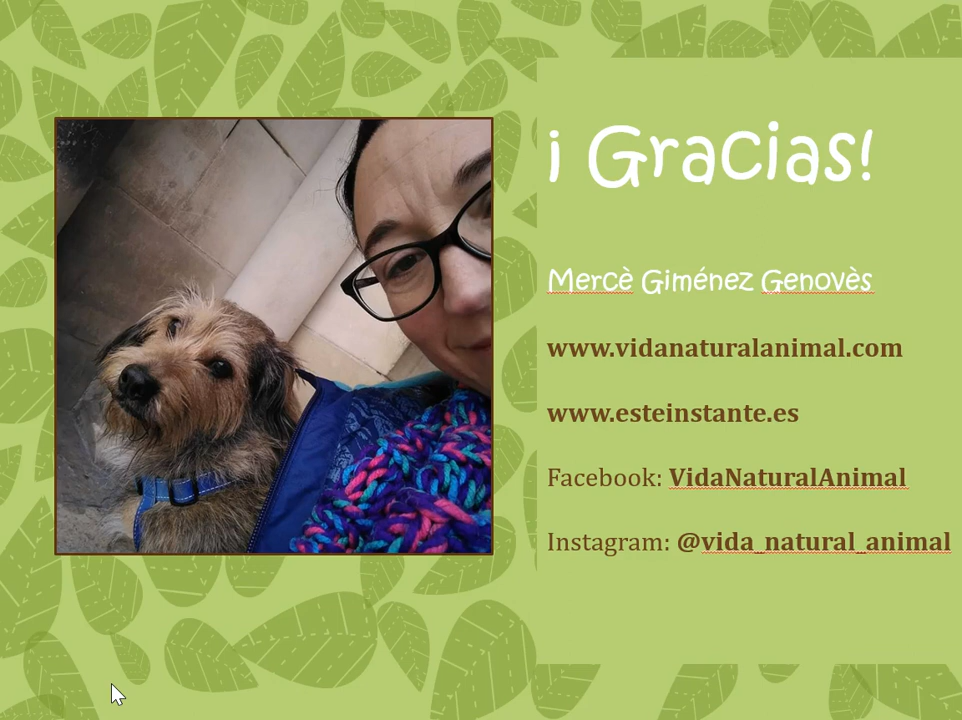 ¡ Gracias!
Mercè Giménez Genovès
www.vidanaturalanimal.com
www.esteinstante.es
Facebook: VidaNaturalAnimal
Instagram: @vida_natural_animal